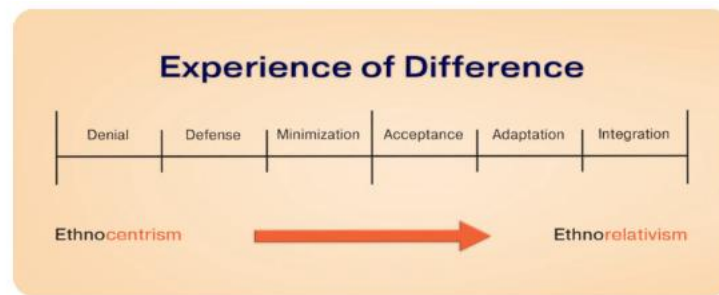 Experience of Difference
Denial Defense Minimization Acceptance Adaptation Integration
Ethnocentrism Ethnorelativism